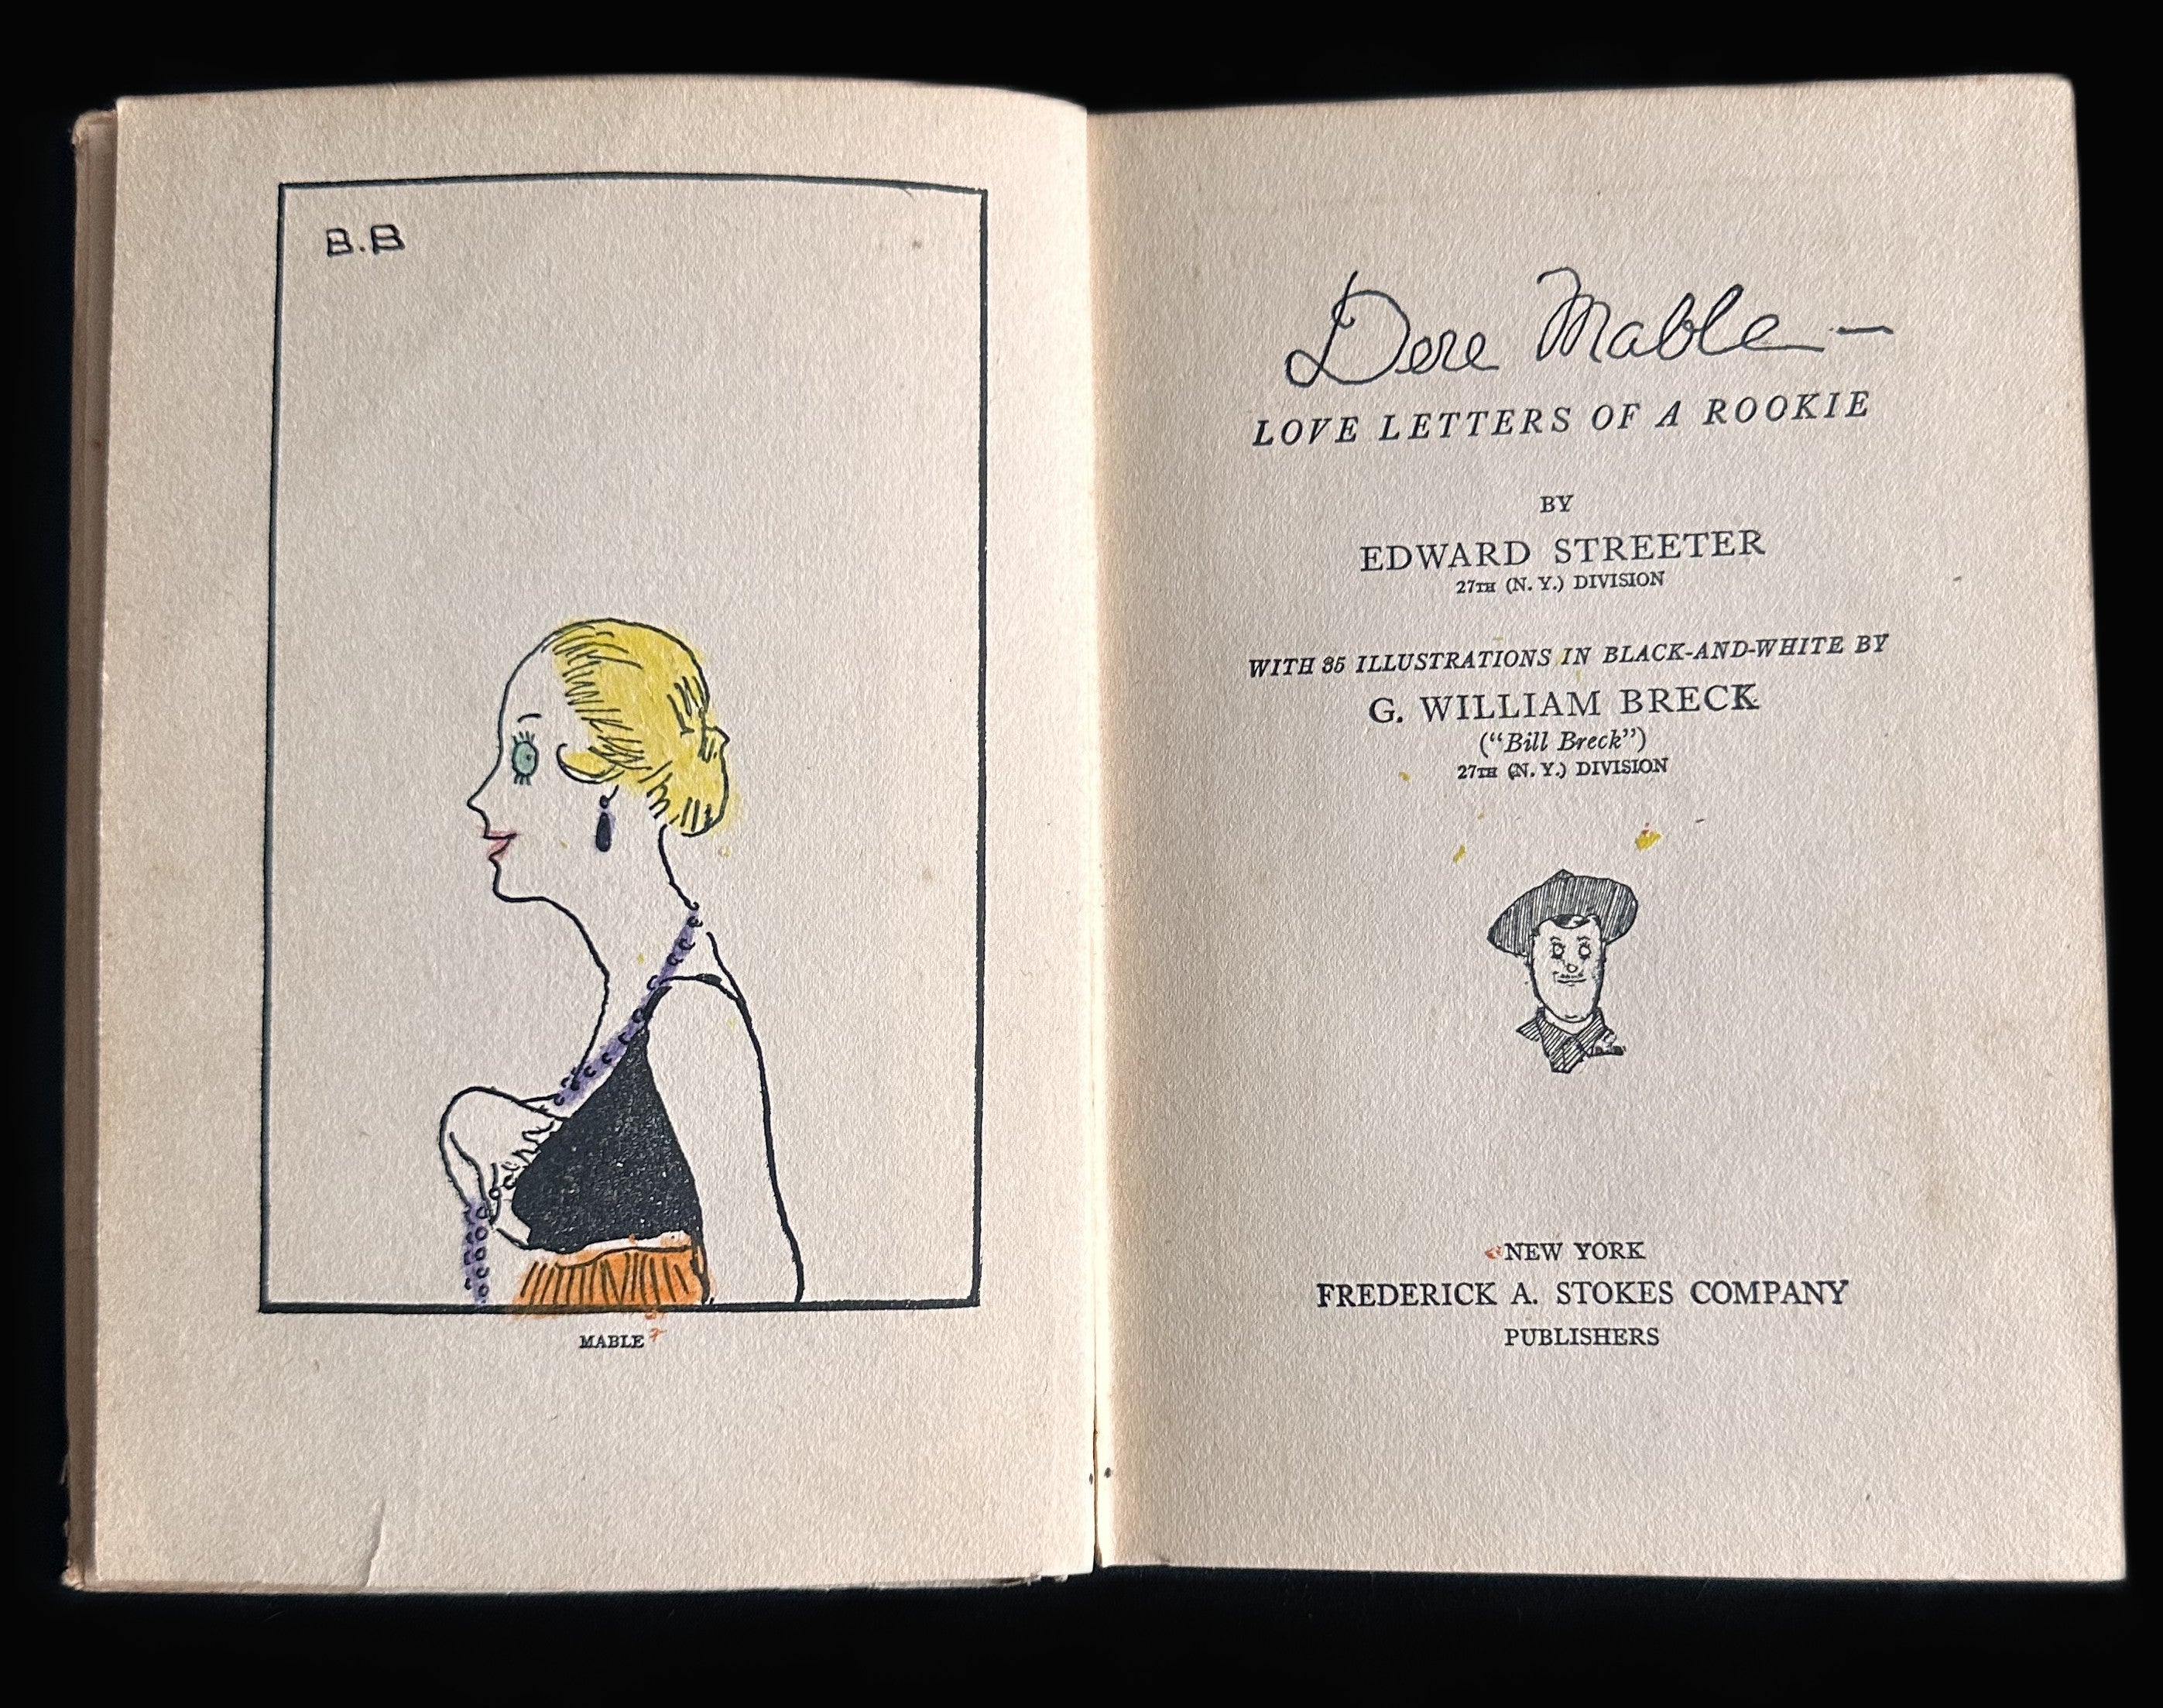 B.B
MABLE
Dere Mable—
LOVE LETTERS OF A ROOKIE
BY
EDWARD STREETER
27TH (N. Y.) DIVISION
WITH 35 ILLUSTRATIONS IN BLACK-AND-WHITE BY
G. WILLIAM BRECK
("Bill Breck")
27TH (N. Y.) DIVISION
NEW YORK
FREDERICK A. STOKES COMPANY
PUBLISHERS